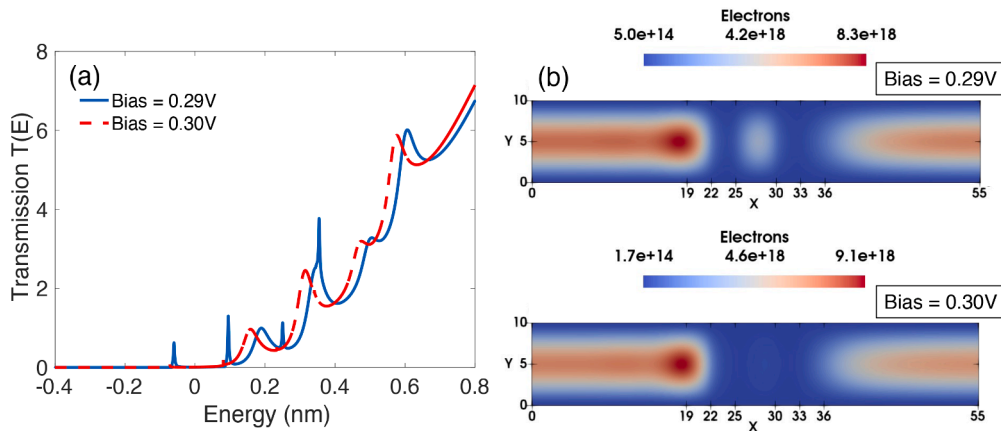 (a)
Bias = 0.29V
Bias = 0.30V
Transmission T(E)
8
6
4
2
0
-0.4 -0.2 0 0.2 0.4 0.6 0.8
Energy (nm)
(b)
Electrons
5.0e+14 4.2e+18 8.3e+18
Bias = 0.29V
10
Y 5
0
0 19 22 25 30 33 36 55
X
Electrons
1.7e+14 4.6e+18 9.1e+18
Bias = 0.30V
10
Y 5
0
0 19 22 25 30 33 36 55
X